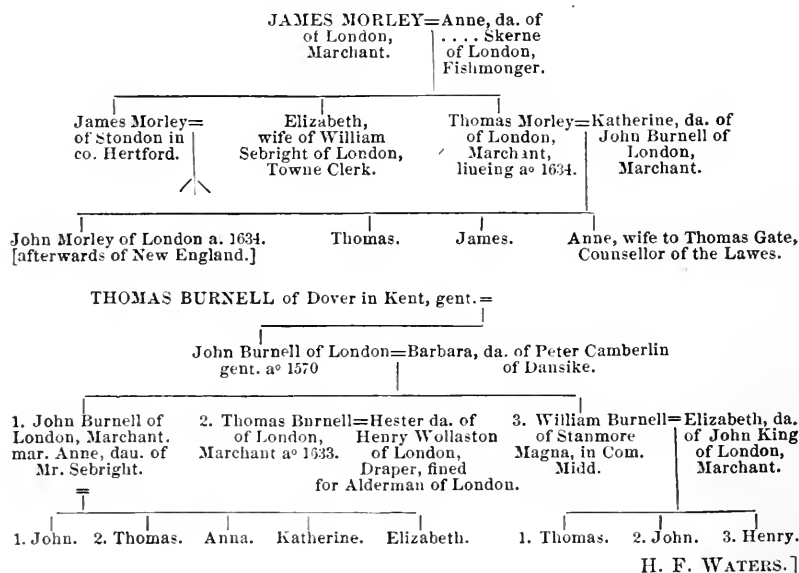 JAMES MORLEY=Anne, da. of
of London, .... Skerne
Marchant. of London,
Fishmonger.
James Morley=
of Stondon in
co. Hertford.
Elizabeth,
wife of William
Sebright of London,
Towne Clerk.
Thomas Morley=Katherine, da. of
of London, John Burnell of
Marchant, London,
liueing aº 1634. Marchant.
John Morley of London a. 1634.
[afterwards of New England.]
Thomas.
James.
Anne, wife to Thomas Gate,
Counsellor of the Lawes.
THOMAS BURNELL of Dover in Kent, gent.=
John Burnell of London=Barbara, da. of Peter Camberlin
gent. aº 1570 of Dansike.
1. John Burnell of
London, Marchant.
mar. Anne, dau. of
Mr. Sebright.
=
2. Thomas Burnell=Hester da. of
of London, Henry Wollaston
Marchant aº 1633. of London,
Draper, fined
for Alderman of London.
3. William Burnell=Elizabeth, da.
of Stanmore of John King
Magna, in Com. of London,
Midd. Marchant.
1. John. 2. Thomas. Anna. Katherine. Elizabeth.
1. Thomas. 2. John. 3. Henry.
H. F. WATERS.]